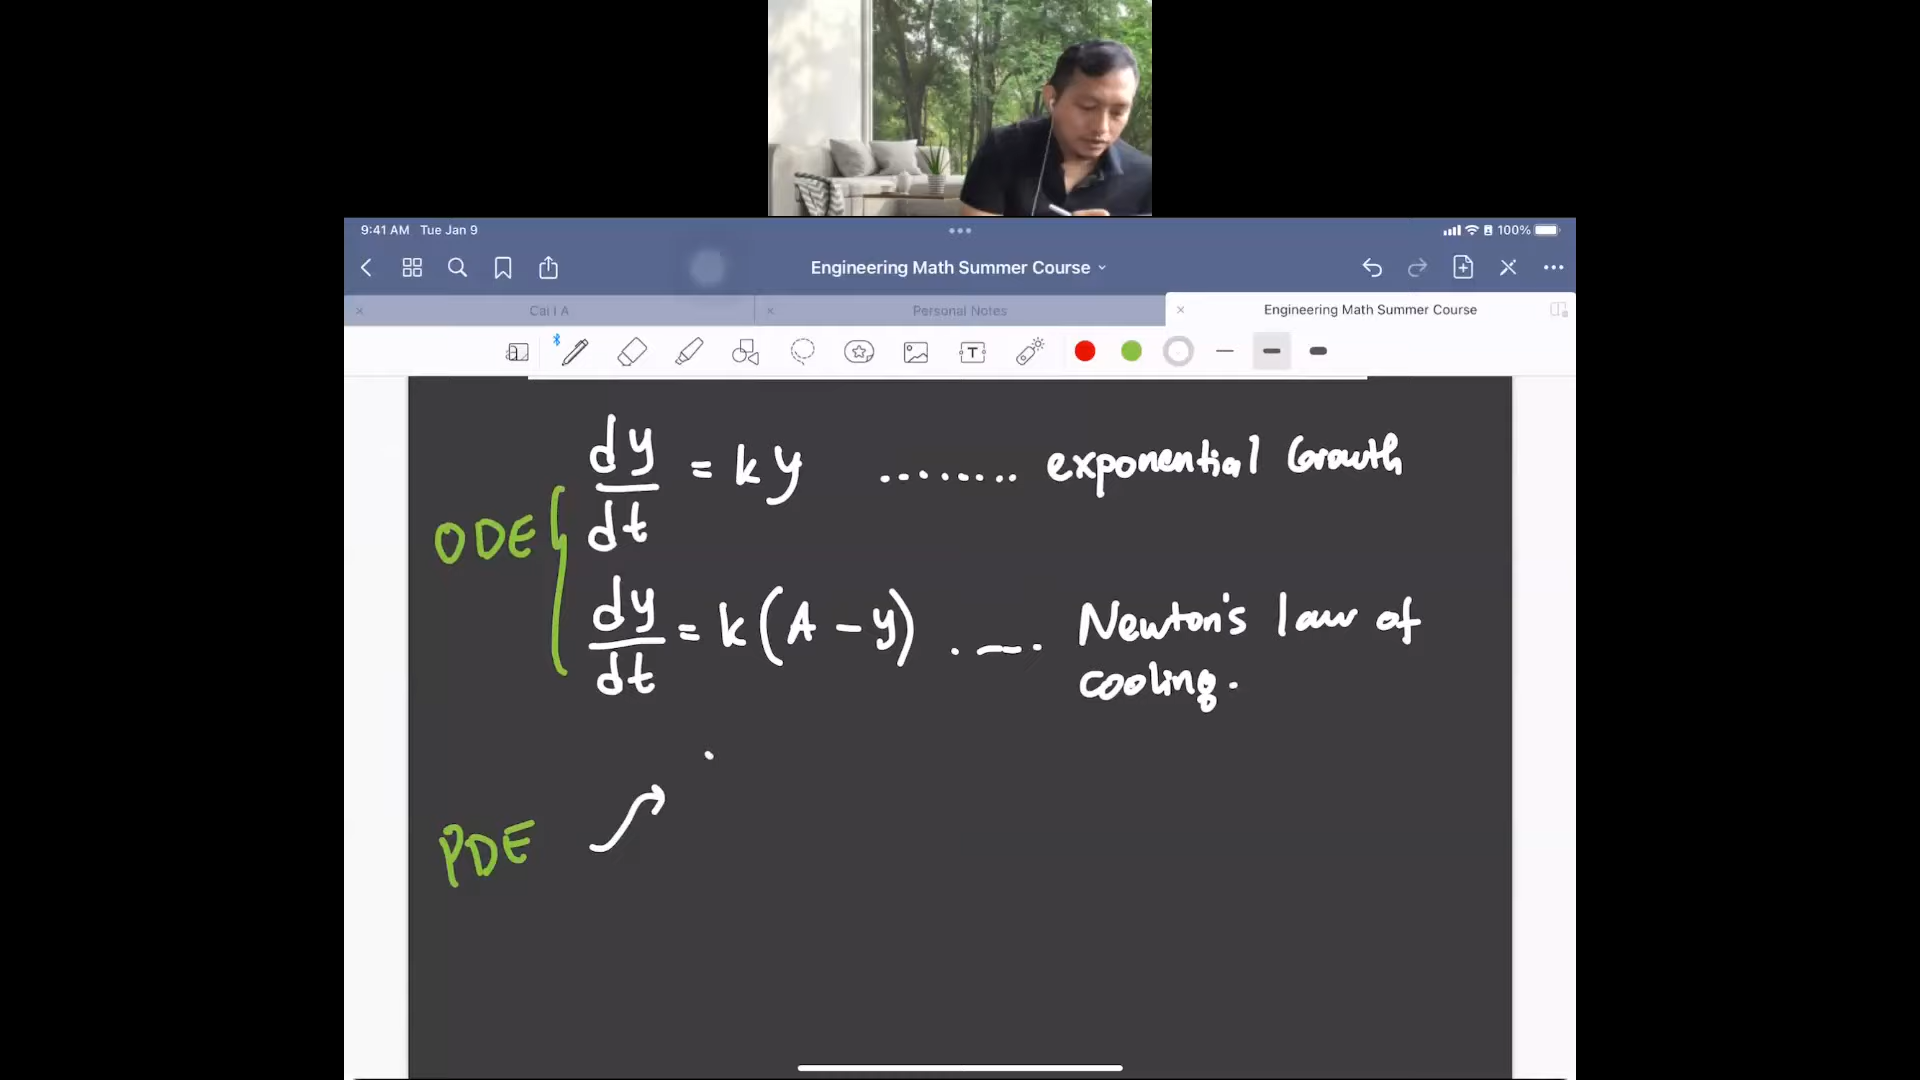 9:41 AM Tue Jan 9
100%
Engineering Math Summer Course
Cal I A
Personal Notes
Engineering Math Summer Course
a
T
dy/dt = ky ........ exponential Growth
ODE
dy/dt = k(A - y) .--. Newton's law of
cooling.
PDE